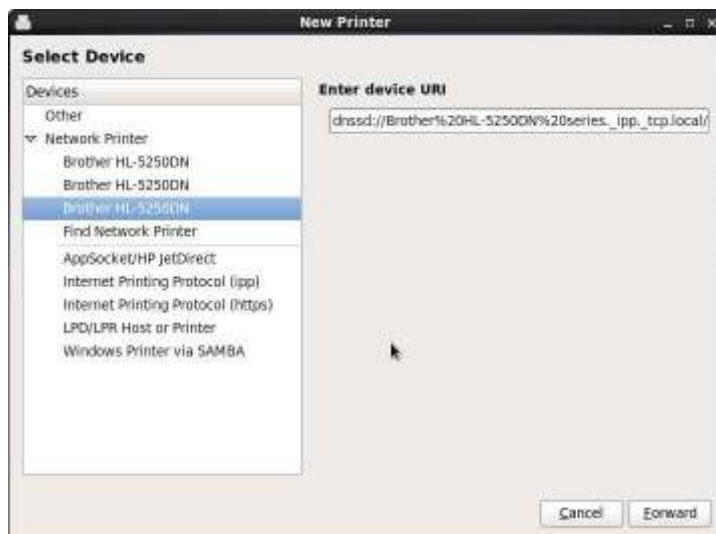 New Printer
Select Device
Devices
Other
Network Printer
Brother HL-5250DN
Brother HL-5250DN
Brother HL-5250DN
Find Network Printer
AppSocket/HP JetDirect
Internet Printing Protocol (ipp)
Internet Printing Protocol (https)
LPD/LPR Host or Printer
Windows Printer via SAMBA
Enter device URI
dnssd://Brother%20HL-5250DN%20series._ipp._tcp.local/
Cancel
Forward